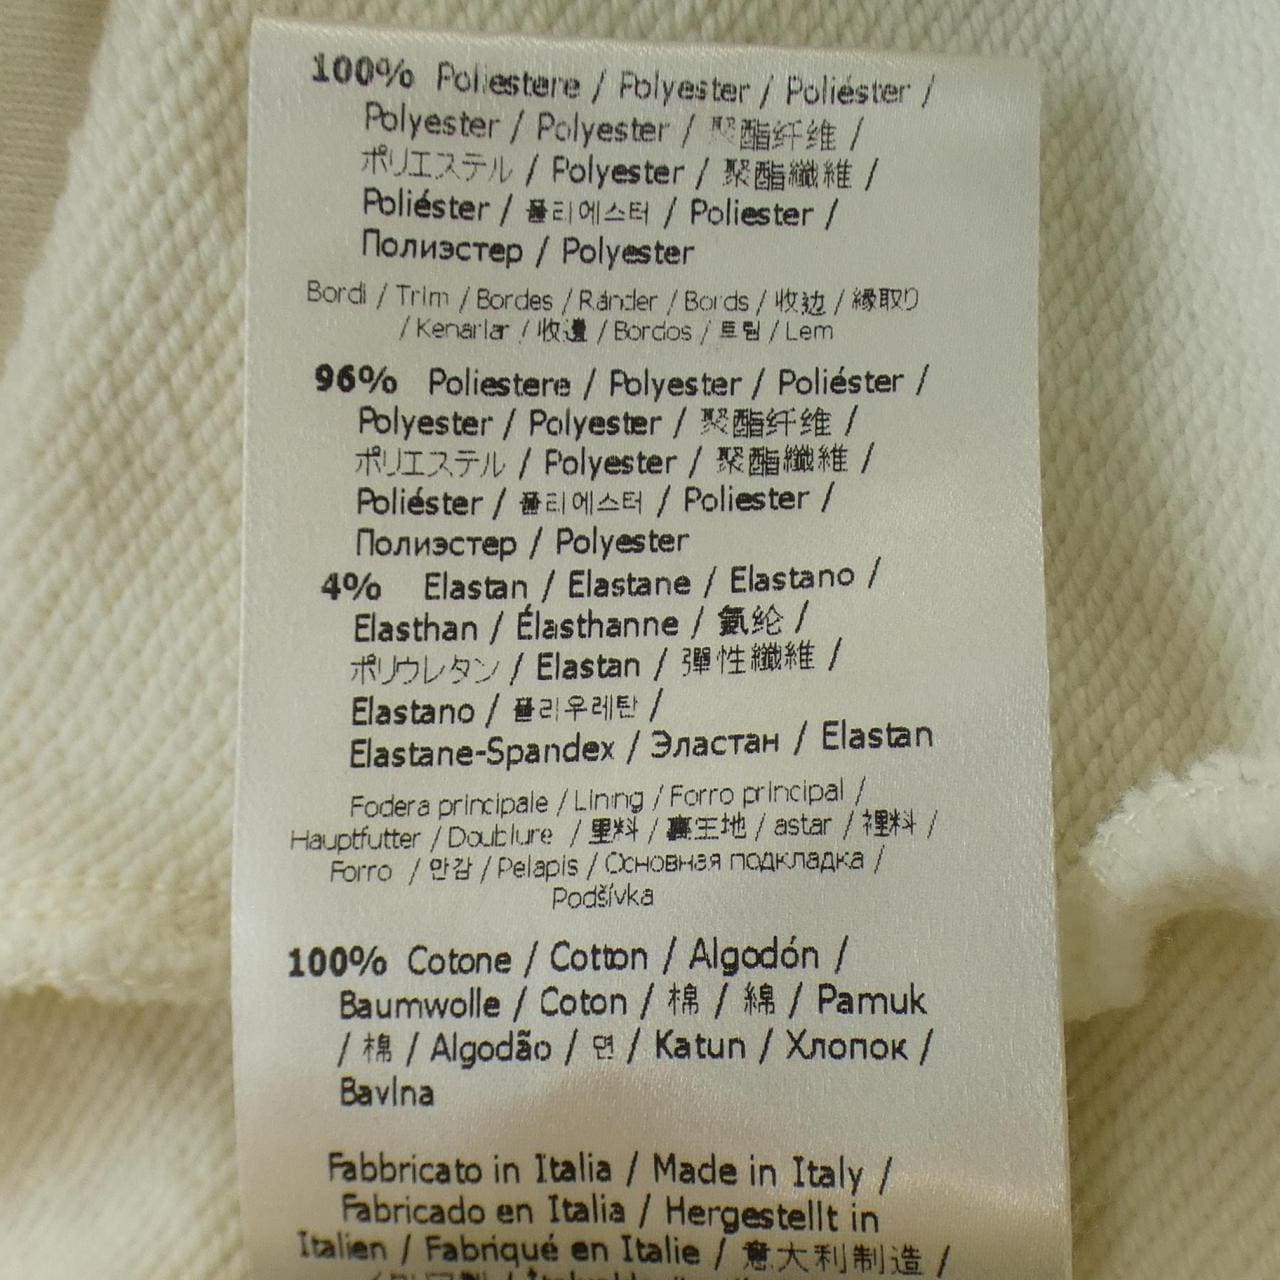 100% Poliestere / Polyester / Poliéster /
Polyester / Polyester / 聚酯纤维 /
ポリエステル / Polyester / 聚酯纖維 /
Poliéster / 폴리에스터 / Poliester /
Полиэстер / Polyester
Bordi / Trim / Bordes / Ränder / Bords / 收边 / 縁取り
/ Kenarlar / 收邊 / Bordos / 트림 / Lem
96% Poliestere / Polyester / Poliéster /
Polyester / Polyester / 聚酯纤维 /
ポリエステル / Polyester / 聚酯纖維 /
Poliéster / 폴리에스터 / Poliester /
Полиэстер / Polyester
4% Elastan / Elastane / Elastano /
Elasthan / Élasthanne / 氨纶 /
ポリウレタン / Elastan / 彈性纖維 /
Elastano / 폴리우레탄 /
Elastane-Spandex / Эластан / Elastan
Fodera principale / Lining / Forro principal /
Hauptfutter / Doublure / 里料 / 裏生地 / astar / 裡料 /
Forro / 안감 / Pelapis / Основная подкладка /
Podšívka
100% Cotone / Cotton / Algodón /
Baumwolle / Coton / 棉 / 綿 / Pamuk
/ 棉 / Algodão / 면 / Katun / Хлопок /
Bavlna
Fabbricato in Italia / Made in Italy /
Fabricado en Italia / Hergestellt in
Italien / Fabriqué en Italie / 意大利制造 /